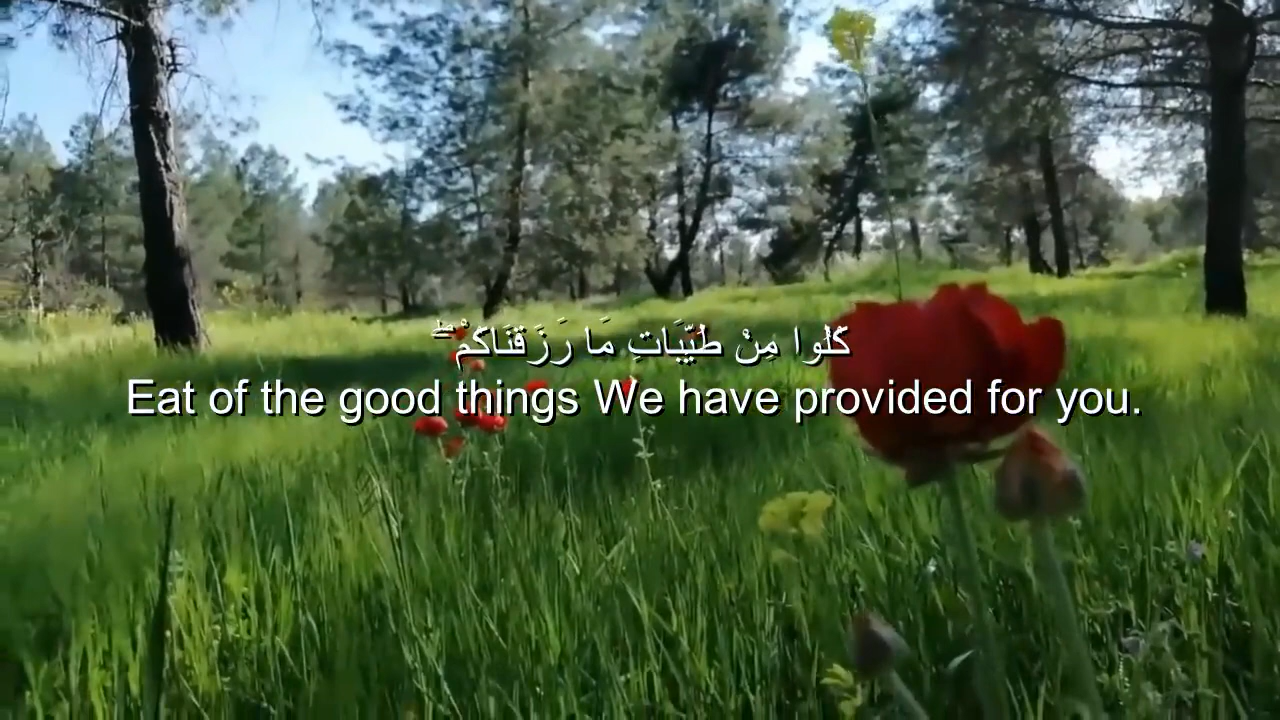 كُلُوا مِنْ طَيِّبَاتِ مَا رَزَقْنَاكُمْ ۖ
Eat of the good things We have provided for you.